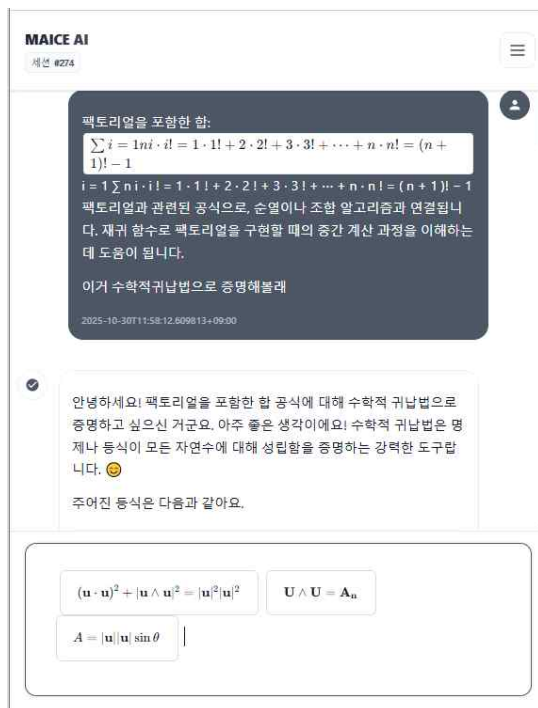 MAICE AI
세션 #274
팩토리얼을 포함한 합:
∑ i = 1ni · i! = 1 · 1! + 2 · 2! + 3 · 3! + ⋯ + n · n! = (n +
1)! − 1
i = 1 ∑ n i · i ! = 1 · 1 ! + 2 · 2 ! + 3 · 3 ! + ⋯ + n · n ! = ( n + 1 )! − 1
팩토리얼과 관련된 공식으로, 순열이나 조합 알고리즘과 연결됩니
다. 재귀 함수로 팩토리얼을 구현할 때의 중간 계산 과정을 이해하는
데 도움이 됩니다.
이거 수학적귀납법으로 증명해볼래
2025-10-30T11:58:12.609813+09:00
안녕하세요! 팩토리얼을 포함한 합 공식에 대해 수학적 귀납법으로
증명하고 싶으신 거군요. 아주 좋은 생각이에요! 수학적 귀납법은 명
제나 등식이 모든 자연수에 대해 성립함을 증명하는 강력한 도구랍
니다. 😊
주어진 등식은 다음과 같아요.
(u · u)² + |u ∧ u|² = |u|²|u|² U ∧ U = Aₙ
A = |u||u| sin θ